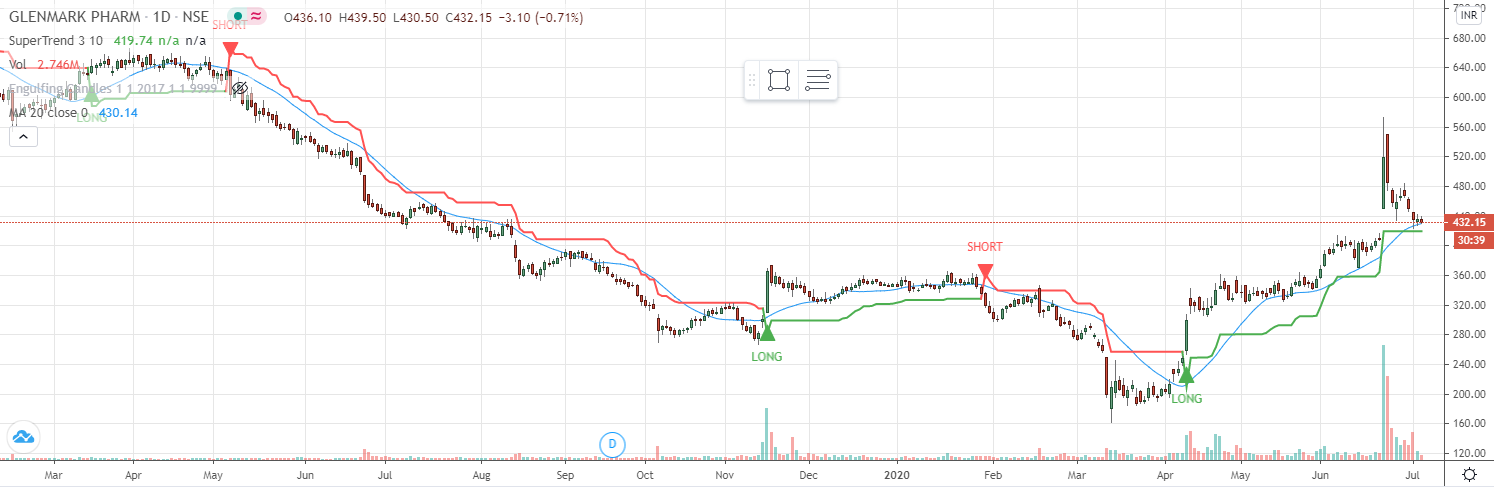 GLENMARK PHARM · 1D · NSE O436.10 H439.50 L430.50 C432.15 −3.10 (−0.71%)
SHORT
SuperTrend 3 10 419.74 n/a n/a
Vol 2.746M
Engulfing Candles 1 1 2017 1 1 9999
MA 20 close 0 430.14
LONG
SHORT
LONG
LONG
D
INR
680.00
640.00
600.00
560.00
520.00
480.00
432.15
30:39
360.00
320.00
280.00
240.00
200.00
160.00
120.00
Mar Apr May Jun Jul Aug Sep Oct Nov Dec 2020 Feb Mar Apr May Jun Jul